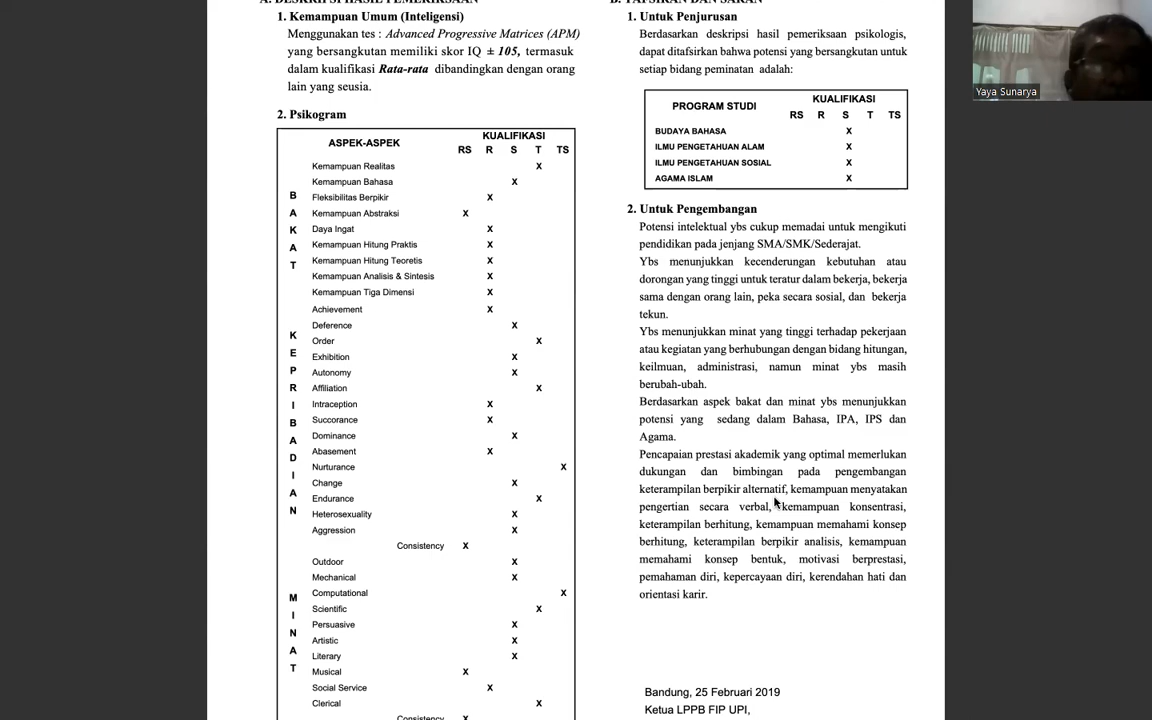 A. DESKRIPSI HASIL PEMERIKSAAN
1. Kemampuan Umum (Inteligensi)
Menggunakan tes : Advanced Progressive Matrices (APM)
yang bersangkutan memiliki skor IQ ± 105, termasuk
dalam kualifikasi Rata-rata dibandingkan dengan orang
lain yang seusia.
2. Psikogram
ASPEK-ASPEK
KUALIFIKASI
RS R S T TS
BAKAT
Kemampuan Realitas X
Kemampuan Bahasa X
Fleksibilitas Berpikir X
Kemampuan Abstraksi X
Daya Ingat X
Kemampuan Hitung Praktis X
Kemampuan Hitung Teoretis X
Kemampuan Analisis & Sintesis X
Kemampuan Tiga Dimensi X
KEPRIBADIAN
Achievement X
Deference X
Order X
Exhibition X
Autonomy X
Affiliation X
Intraception X
Succorance X
Dominance X
Abasement X
Nurturance X
Change X
Endurance X
Heterosexuality X
Aggression X
Consistency X
MINAT
Outdoor X
Mechanical X
Computational X
Scientific X
Persuasive X
Artistic X
Literary X
Musical X
Social Service X
Clerical X
Consistency X
B. TAFSIRAN DAN SARAN
1. Untuk Penjurusan
Berdasarkan deskripsi hasil pemeriksaan psikologis,
dapat ditafsirkan bahwa potensi yang bersangkutan untuk
setiap bidang peminatan adalah:
PROGRAM STUDI
KUALIFIKASI
RS R S T TS
BUDAYA BAHASA X
ILMU PENGETAHUAN ALAM X
ILMU PENGETAHUAN SOSIAL X
AGAMA ISLAM X
2. Untuk Pengembangan
Potensi intelektual ybs cukup memadai untuk mengikuti
pendidikan pada jenjang SMA/SMK/Sederajat.
Ybs menunjukkan kecenderungan kebutuhan atau
dorongan yang tinggi untuk teratur dalam bekerja, bekerja
sama dengan orang lain, peka secara sosial, dan bekerja
tekun.
Ybs menunjukkan minat yang tinggi terhadap pekerjaan
atau kegiatan yang berhubungan dengan bidang hitungan,
keilmuan, administrasi, namun minat ybs masih
berubah-ubah.
Berdasarkan aspek bakat dan minat ybs menunjukkan
potensi yang sedang dalam Bahasa, IPA, IPS dan
Agama.
Pencapaian prestasi akademik yang optimal memerlukan
dukungan dan bimbingan pada pengembangan
keterampilan berpikir alternatif, kemampuan menyatakan
pengertian secara verbal, kemampuan konsentrasi,
keterampilan berhitung, kemampuan memahami konsep
berhitung, keterampilan berpikir analisis, kemampuan
memahami konsep bentuk, motivasi berprestasi,
pemahaman diri, kepercayaan diri, kerendahan hati dan
orientasi karir.
Bandung, 25 Februari 2019
Ketua LPPB FIP UPI,
Yaya Sunarya